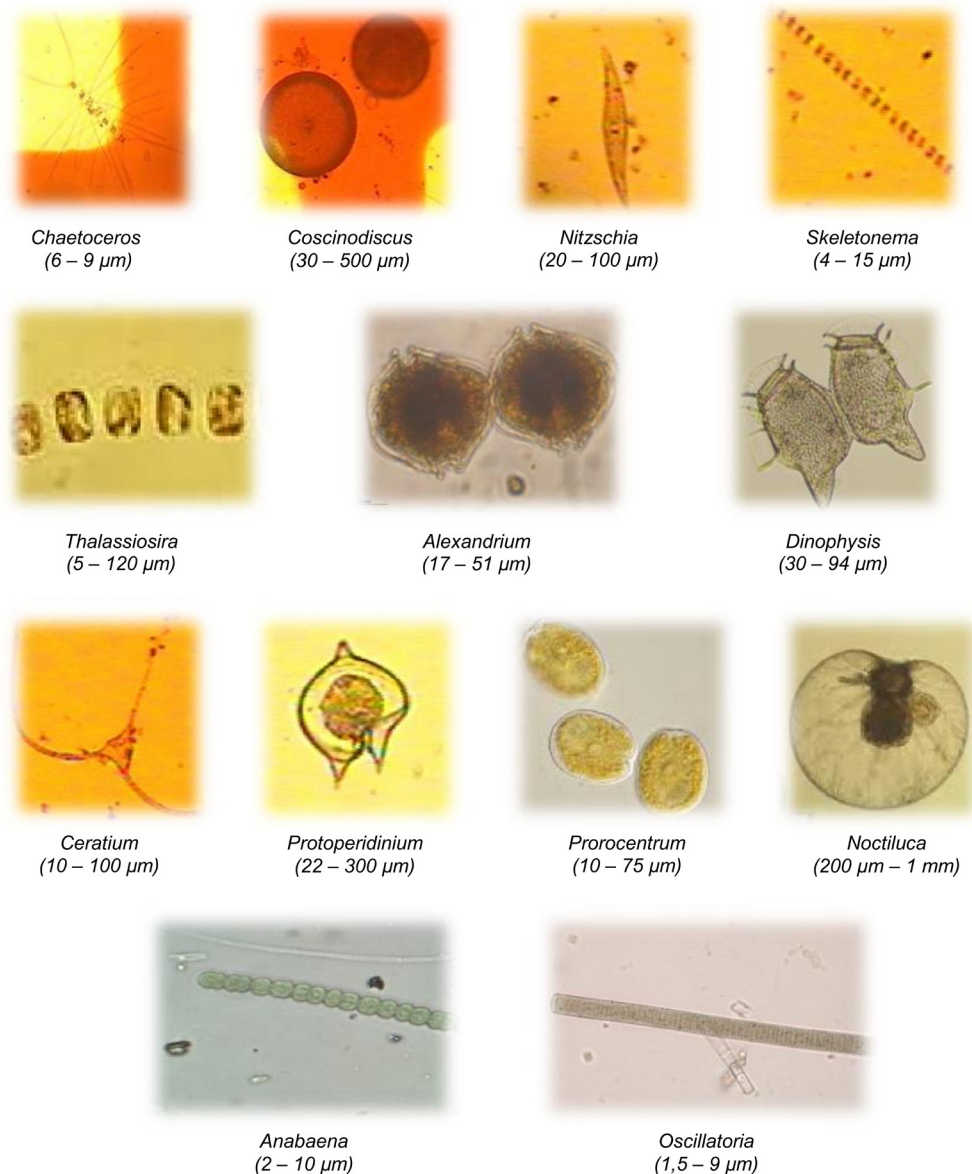 Chaetoceros
(6 – 9 µm)
Coscinodiscus
(30 – 500 µm)
Nitzschia
(20 – 100 µm)
Skeletonema
(4 – 15 µm)
Thalassiosira
(5 – 120 µm)
Alexandrium
(17 – 51 µm)
Dinophysis
(30 – 94 µm)
Ceratium
(10 – 100 µm)
Protoperidinium
(22 – 300 µm)
Prorocentrum
(10 – 75 µm)
Noctiluca
(200 µm – 1 mm)
Anabaena
(2 – 10 µm)
Oscillatoria
(1,5 – 9 µm)